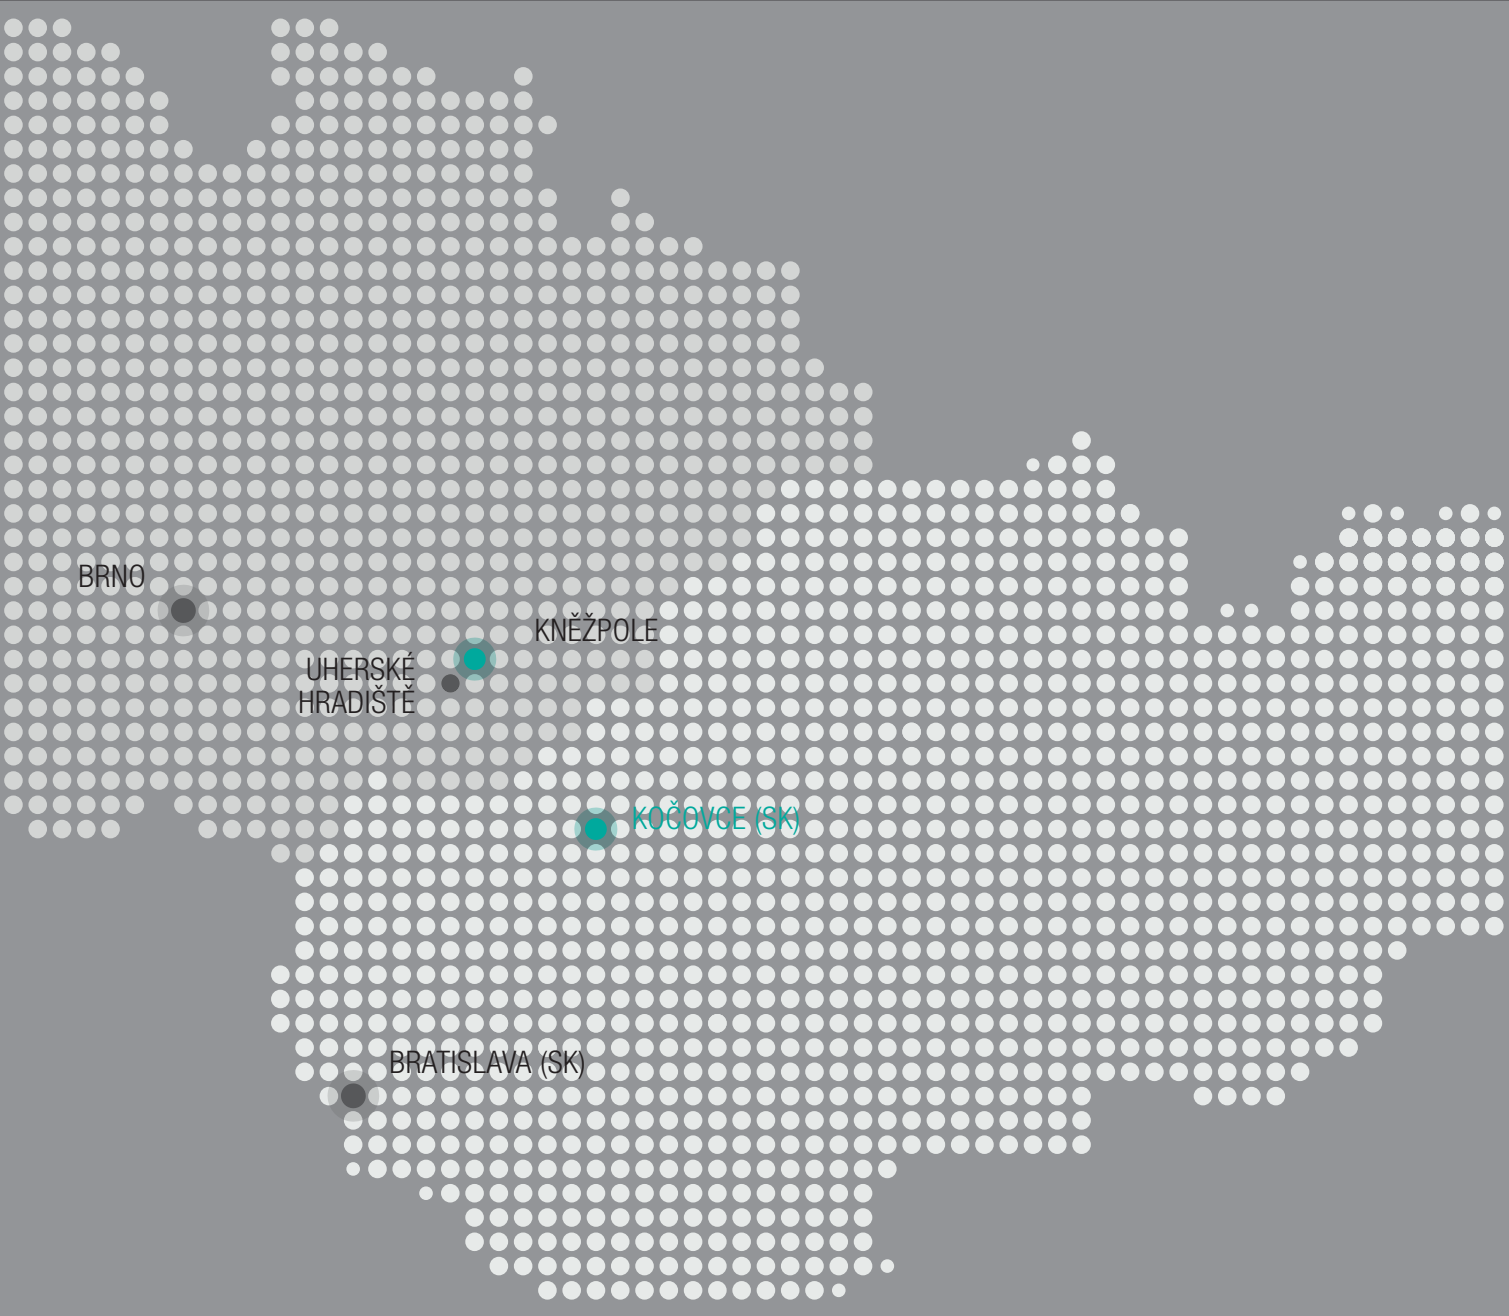 BRNO
KNĚŽPOLE
UHERSKÉ
HRADIŠTĚ
KOČOVCE (SK)
BRATISLAVA (SK)